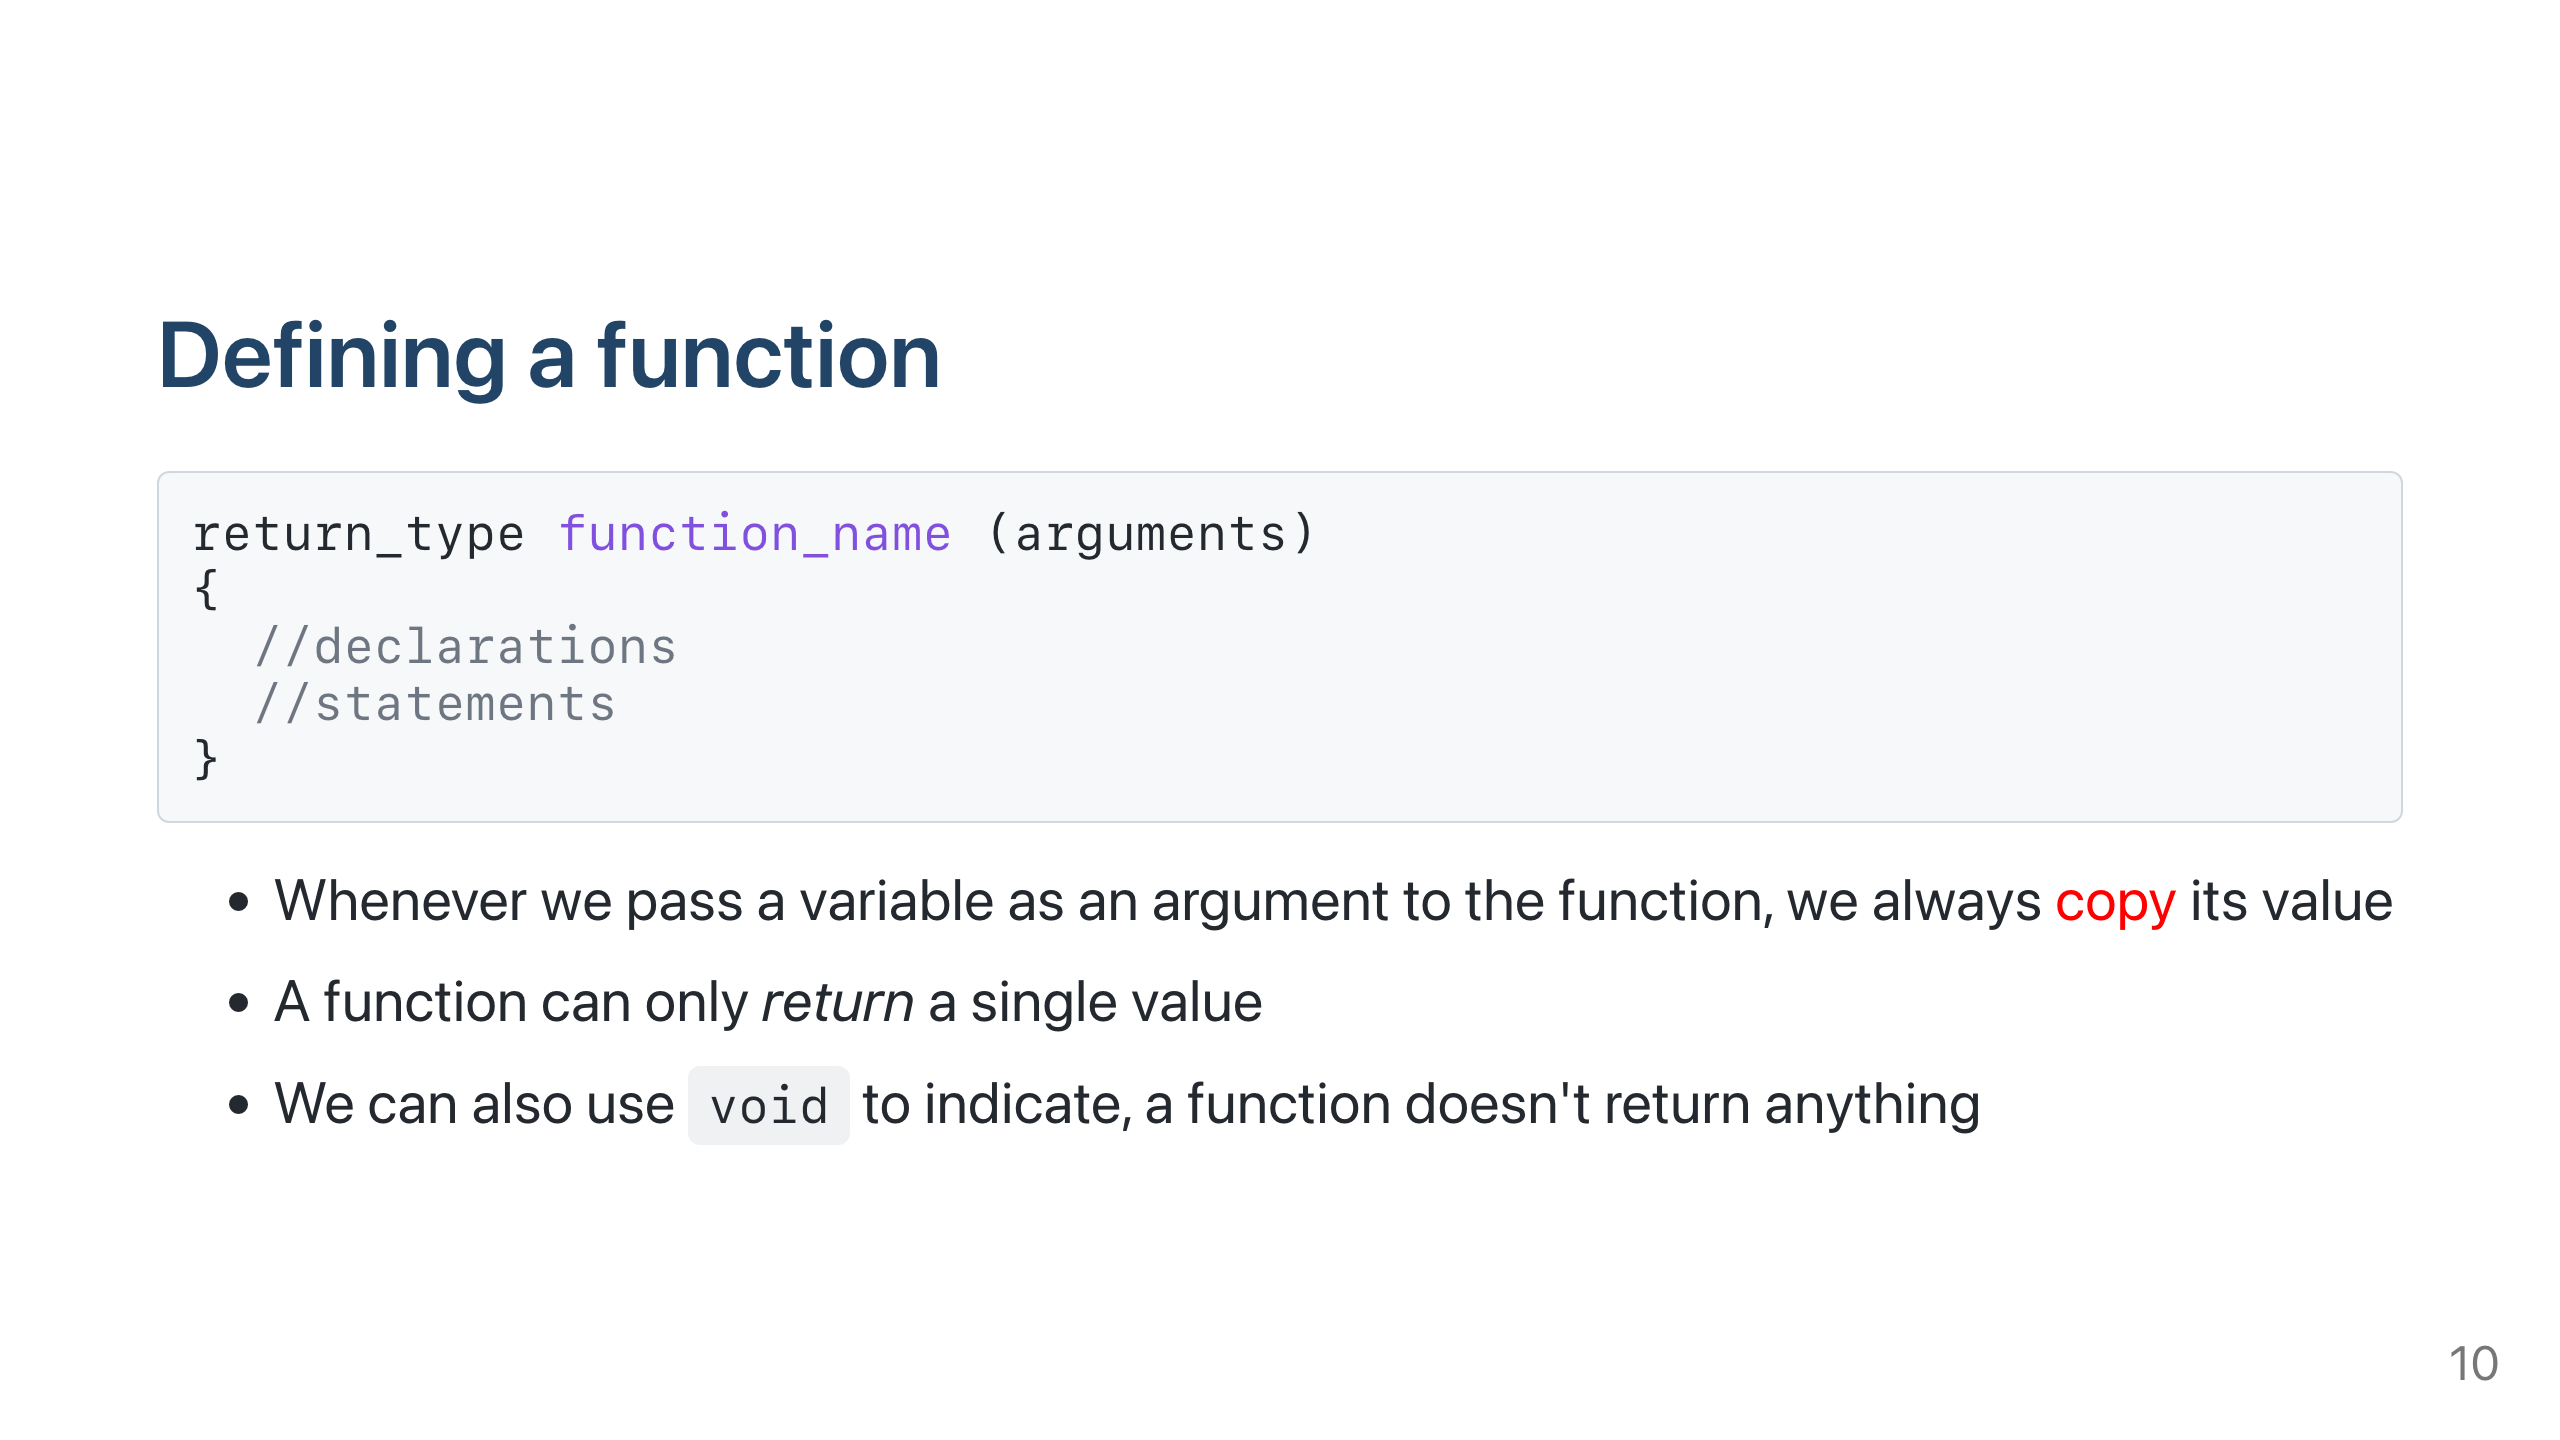 Defining a function
return_type function_name (arguments)
{
  //declarations
  //statements
}
• Whenever we pass a variable as an argument to the function, we always copy its value
• A function can only return a single value
• We can also use void to indicate, a function doesn't return anything
10